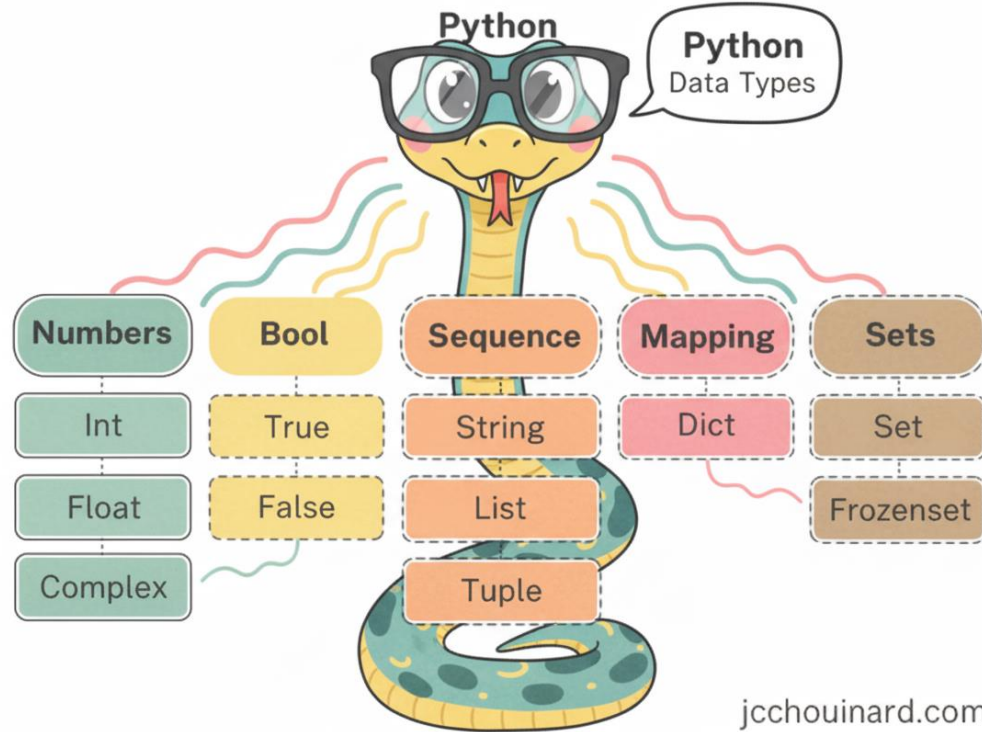 Python
Python
Data Types
Numbers
Bool
Sequence
Mapping
Sets
Int
True
String
Dict
Set
Float
False
List
Frozenset
Complex
Tuple
jcchouinard.com